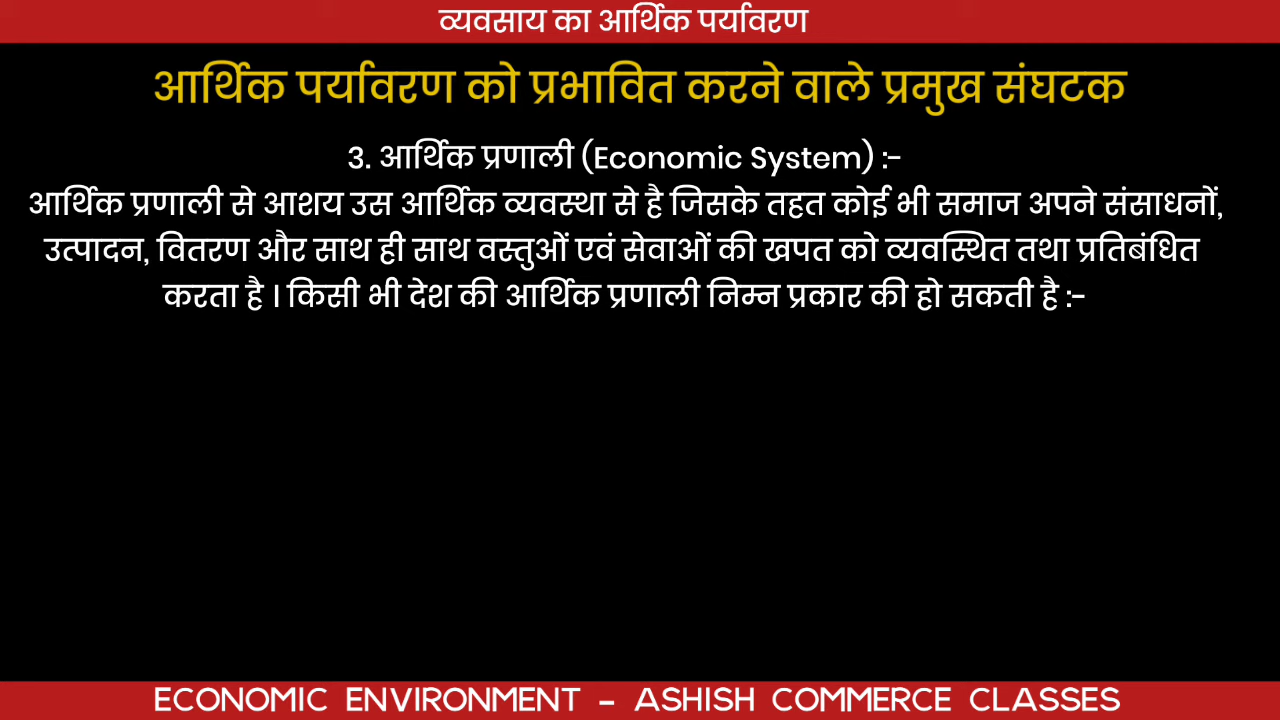 व्यवसाय का आर्थिक पर्यावरण
आर्थिक पर्यावरण को प्रभावित करने वाले प्रमुख संघटक
3. आर्थिक प्रणाली (Economic System) :-
आर्थिक प्रणाली से आशय उस आर्थिक व्यवस्था से है जिसके तहत कोई भी समाज अपने संसाधनों,
उत्पादन, वितरण और साथ ही साथ वस्तुओं एवं सेवाओं की खपत को व्यवस्थित तथा प्रतिबंधित
करता है । किसी भी देश की आर्थिक प्रणाली निम्न प्रकार की हो सकती है :-
ECONOMIC ENVIRONMENT - ASHISH COMMERCE CLASSES